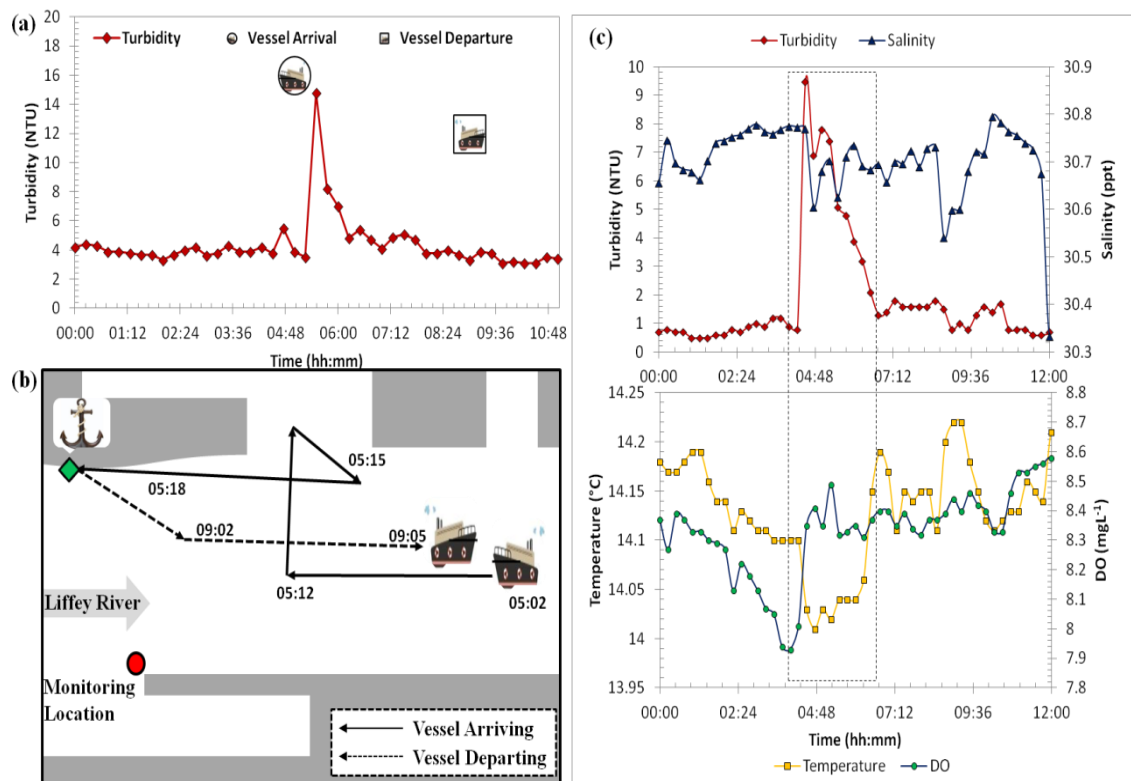 (a)
Turbidity Vessel Arrival Vessel Departure
Turbidity (NTU)
20
18
16
14
12
10
8
6
4
2
0
00:00 01:12 02:24 03:36 04:48 06:00 07:12 08:24 09:36 10:48
Time (hh:mm)
(b)
05:15
05:18
09:02
09:05
05:12
05:02
Liffey River
Monitoring
Location
Vessel Arriving
Vessel Departing
(c)
Turbidity Salinity
Turbidity (NTU)
10
9
8
7
6
5
4
3
2
1
0
30.9
30.8
30.7
30.6
30.5
30.4
30.3
Salinity (ppt)
00:00 02:24 04:48 07:12 09:36 12:00
Temperature (°C)
14.25
14.2
14.15
14.1
14.05
14
13.95
8.8
8.7
8.6
8.5
8.4
8.3
8.2
8.1
8
7.9
7.8
DO (mgL⁻¹)
00:00 02:24 04:48 07:12 09:36 12:00
Time (hh:mm)
Temperature DO